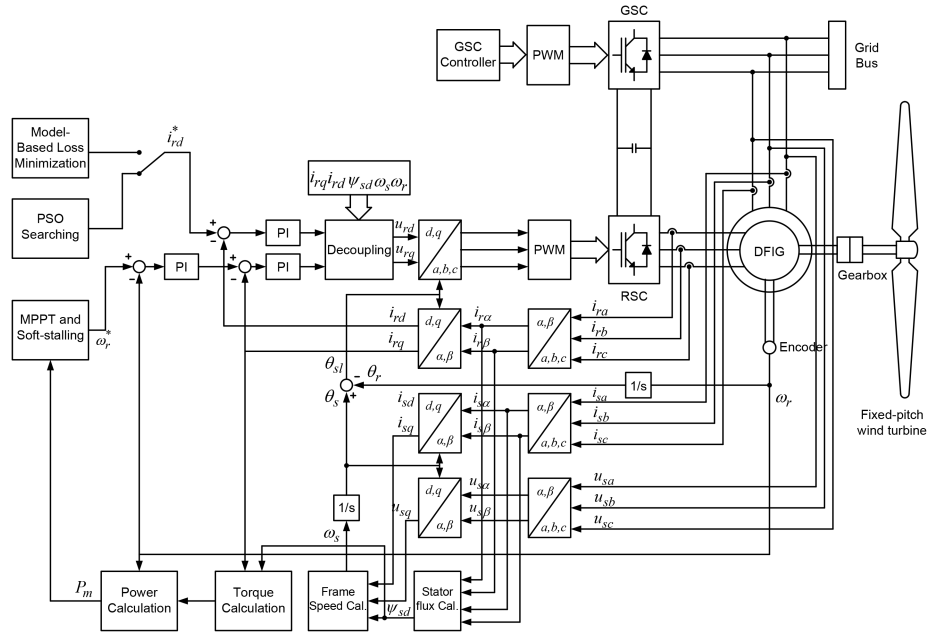 GSC
GSC
Controller
PWM
Grid
Bus
Model-
Based Loss
Minimization
i*rd
PSO
Searching
irq ird ψsd ωs ωr
+
−
PI
Decoupling
urd
urq
d,q
a,b,c
PWM
RSC
DFIG
Gearbox
+
−
PI
+
−
PI
MPPT and
Soft-stalling
ω*r
ird
irq
d,q
α,β
irα
irβ
α,β
a,b,c
ira
irb
irc
Encoder
θsl
−
θr
θs
+
1/s
ωr
Fixed-pitch
wind turbine
isd
isq
d,q
α,β
isα
isβ
α,β
a,b,c
isa
isb
isc
1/s
ωs
usq
d,q
α,β
usα
usβ
α,β
a,b,c
usa
usb
usc
Pm
Power
Calculation
Torque
Calculation
Frame
Speed Cal.
ψsd
Stator
flux Cal.